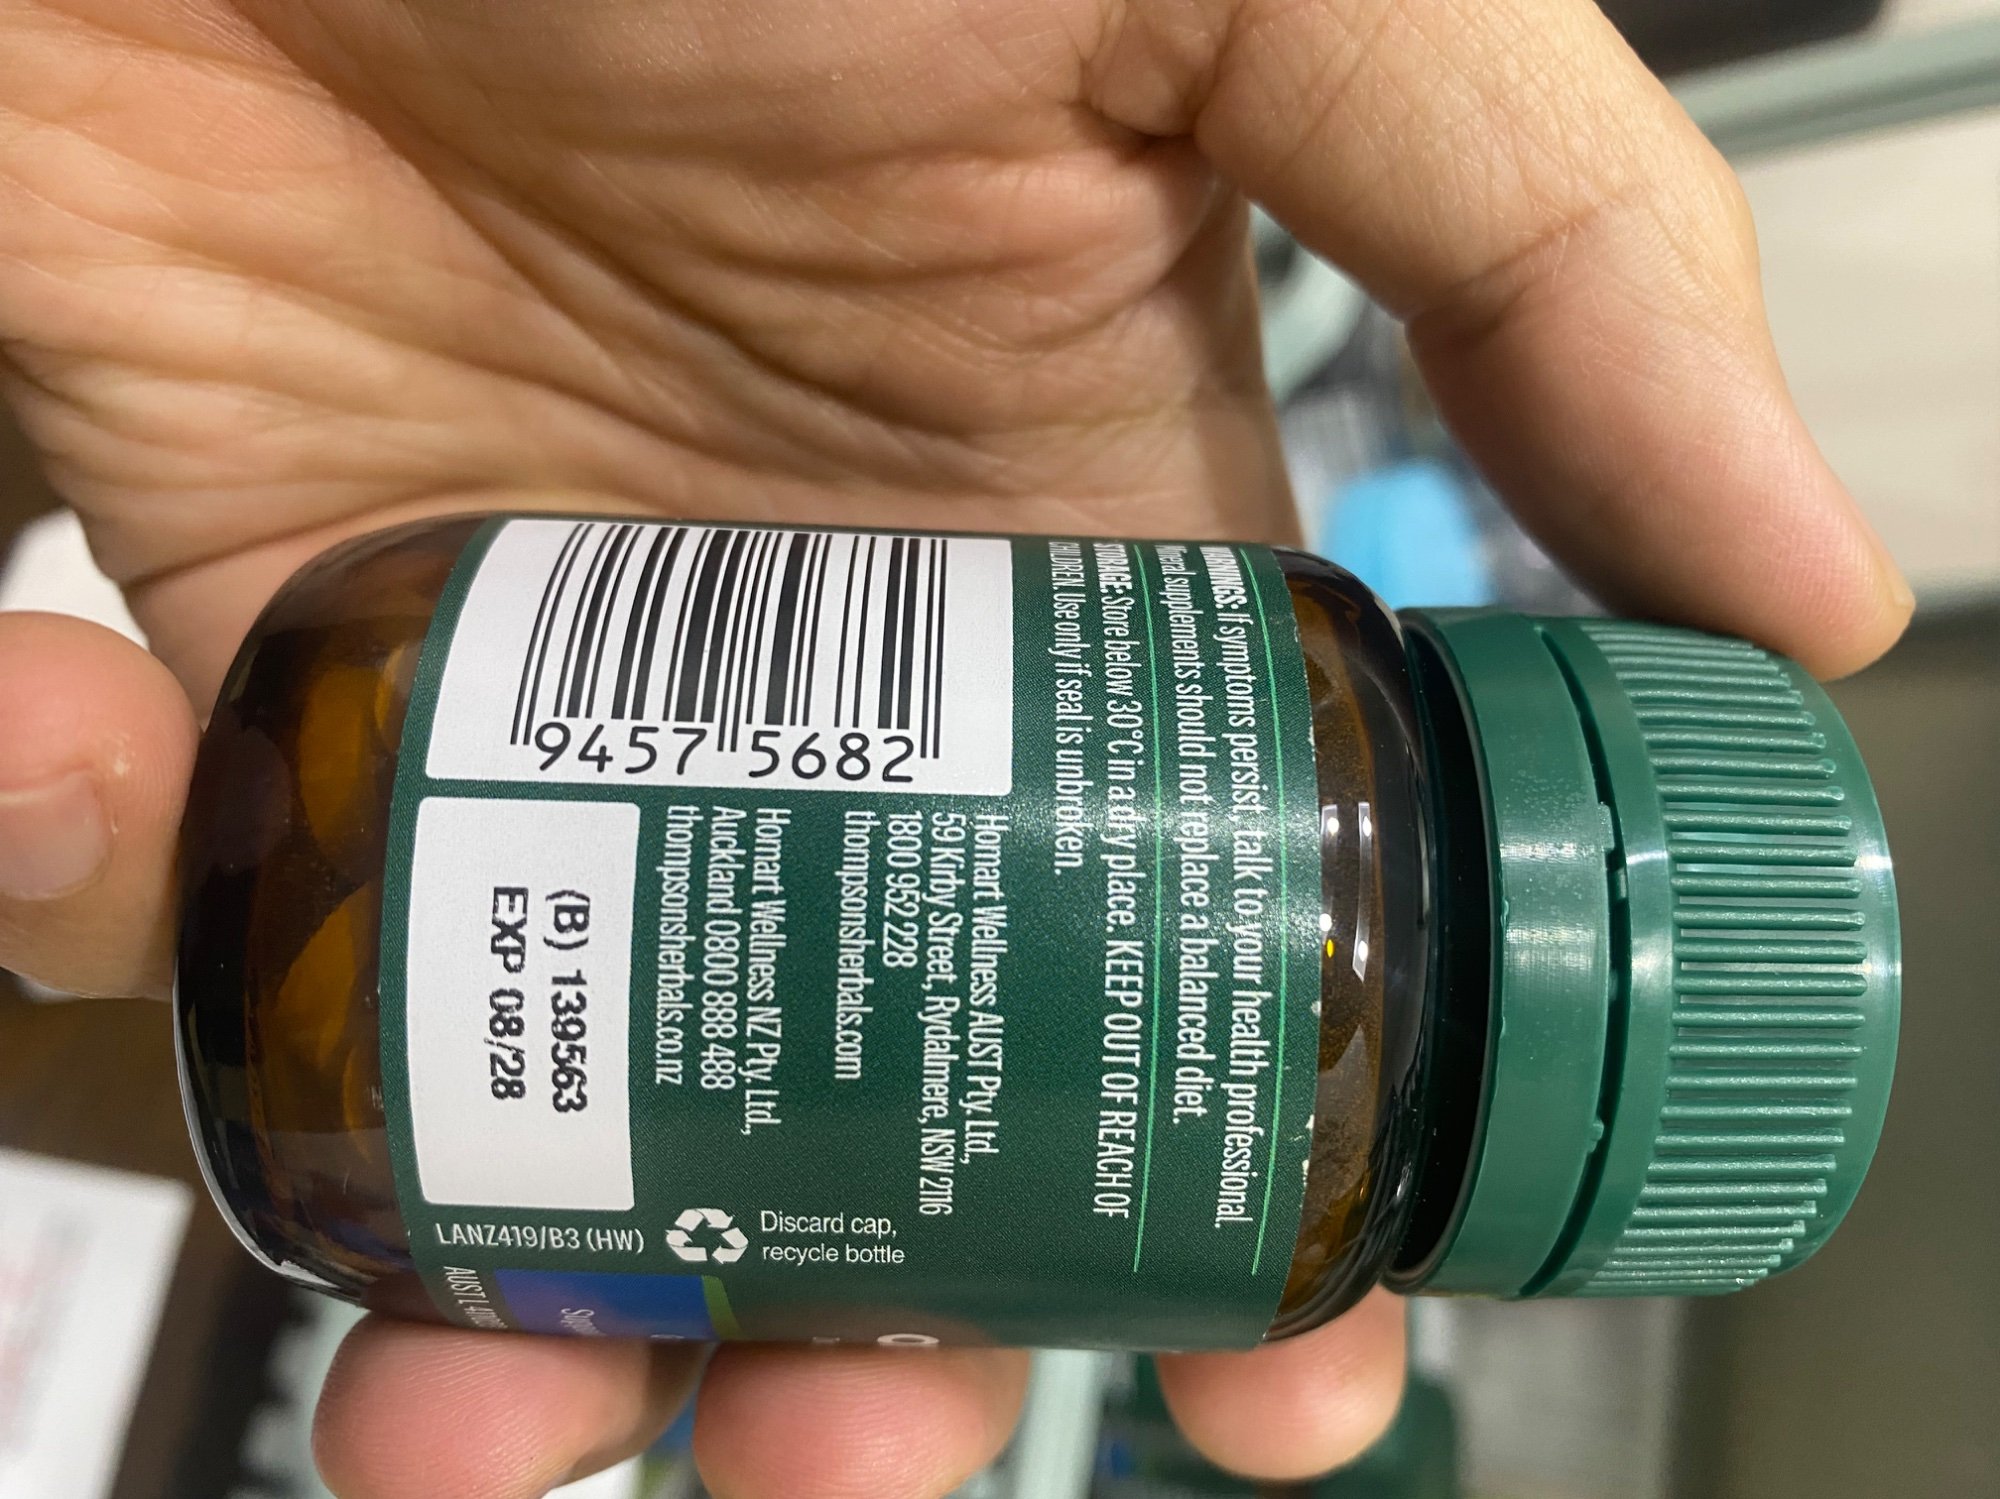 WARNINGS: If symptoms persist, talk to your health professional.
supplements should not replace a balanced diet.
STORAGE: Store below 30°C in a dry place. KEEP OUT OF REACH OF
CHILDREN. Use only if seal is unbroken.
Homart Wellness AUST Pty. Ltd.,
59 Kirby Street, Rydalmere, NSW 2116
1800 952 228
thompsonsherbals.com
Homart Wellness NZ Pty. Ltd.,
Auckland 0800 888 488
thompsonsherbals.co.nz
9457 5682
(B) 139563
EXP 08/28
Discard cap,
recycle bottle
LANZ419/B3 (HW)
AUST L